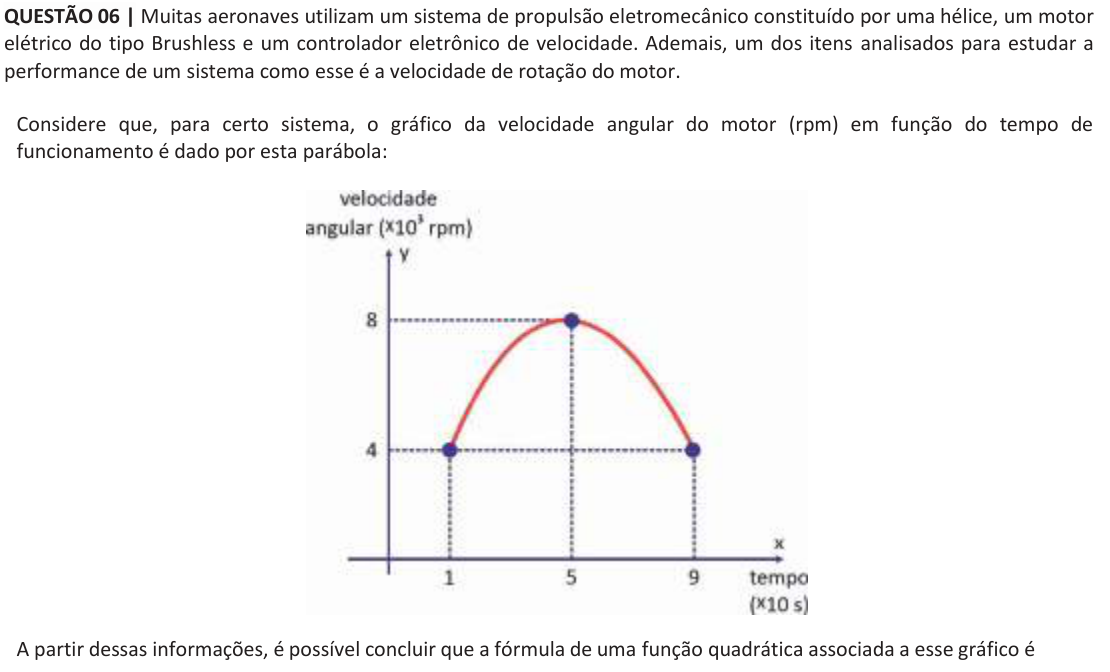 QUESTÃO 06 | Muitas aeronaves utilizam um sistema de propulsão eletromecânico constituído por uma hélice, um motor
elétrico do tipo Brushless e um controlador eletrônico de velocidade. Ademais, um dos itens analisados para estudar a
performance de um sistema como esse é a velocidade de rotação do motor.
Considere que, para certo sistema, o gráfico da velocidade angular do motor (rpm) em função do tempo de
funcionamento é dado por esta parábola:
velocidade
angular (×10³ rpm)
y
8
4
x
1 5 9 tempo
(×10 s)
A partir dessas informações, é possível concluir que a fórmula de uma função quadrática associada a esse gráfico é